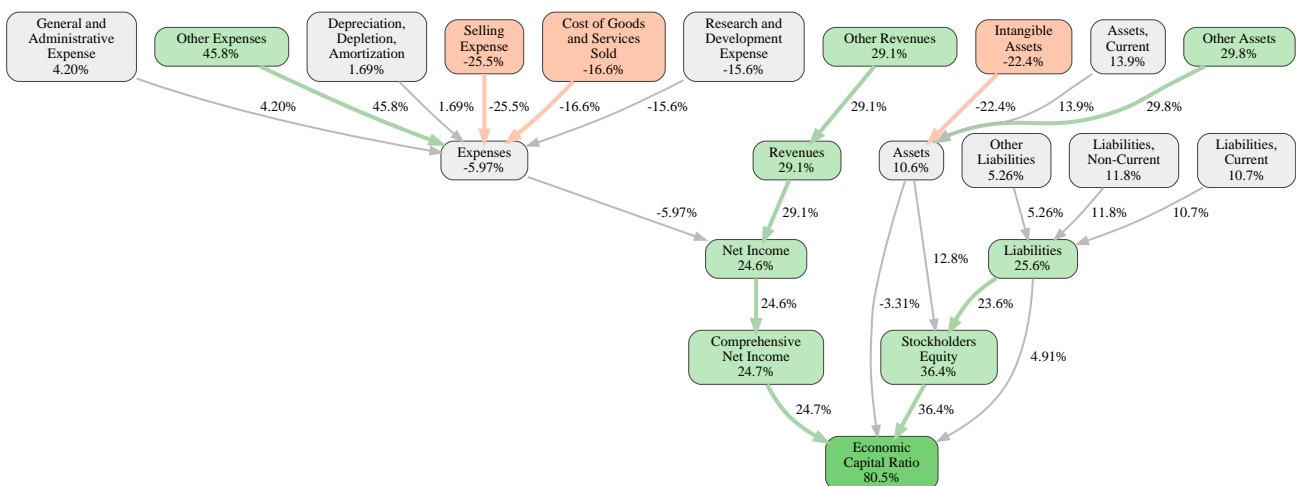 General and
Administrative
Expense
4.20%
Other Expenses
45.8%
Depreciation,
Depletion,
Amortization
1.69%
Selling
Expense
-25.5%
Cost of Goods
and Services
Sold
-16.6%
Research and
Development
Expense
-15.6%
Other Revenues
29.1%
Intangible
Assets
-22.4%
Assets,
Current
13.9%
Other Assets
29.8%
4.20%
45.8%
1.69%
-25.5%
-16.6%
-15.6%
29.1%
-22.4%
13.9%
29.8%
Expenses
-5.97%
Revenues
29.1%
Assets
10.6%
Other
Liabilities
5.26%
Liabilities,
Non-Current
11.8%
Liabilities,
Current
10.7%
-5.97%
29.1%
5.26%
11.8%
10.7%
Net Income
24.6%
12.8%
Liabilities
25.6%
24.6%
-3.31%
23.6%
Comprehensive
Net Income
24.7%
Stockholders
Equity
36.4%
4.91%
24.7%
36.4%
Economic
Capital Ratio
80.5%